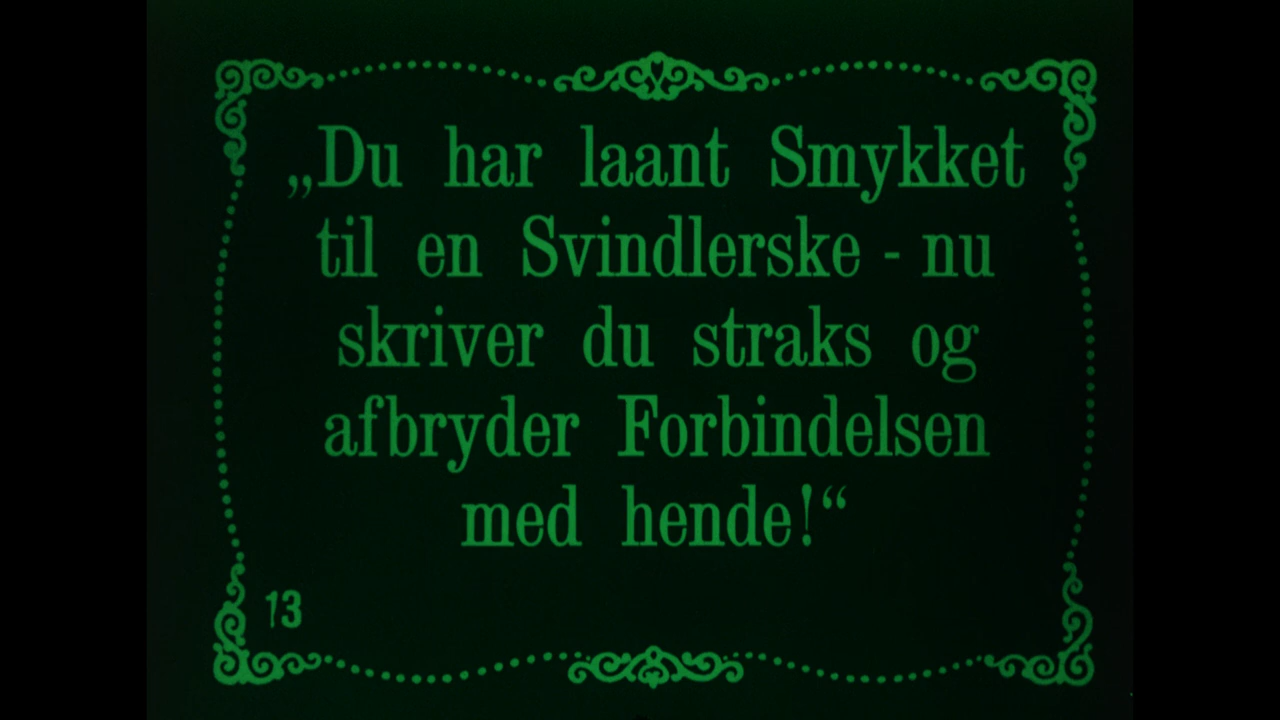 „Du har laant Smykket
til en Svindlerske - nu
skriver du straks og
afbryder Forbindelsen
med hende!“
13